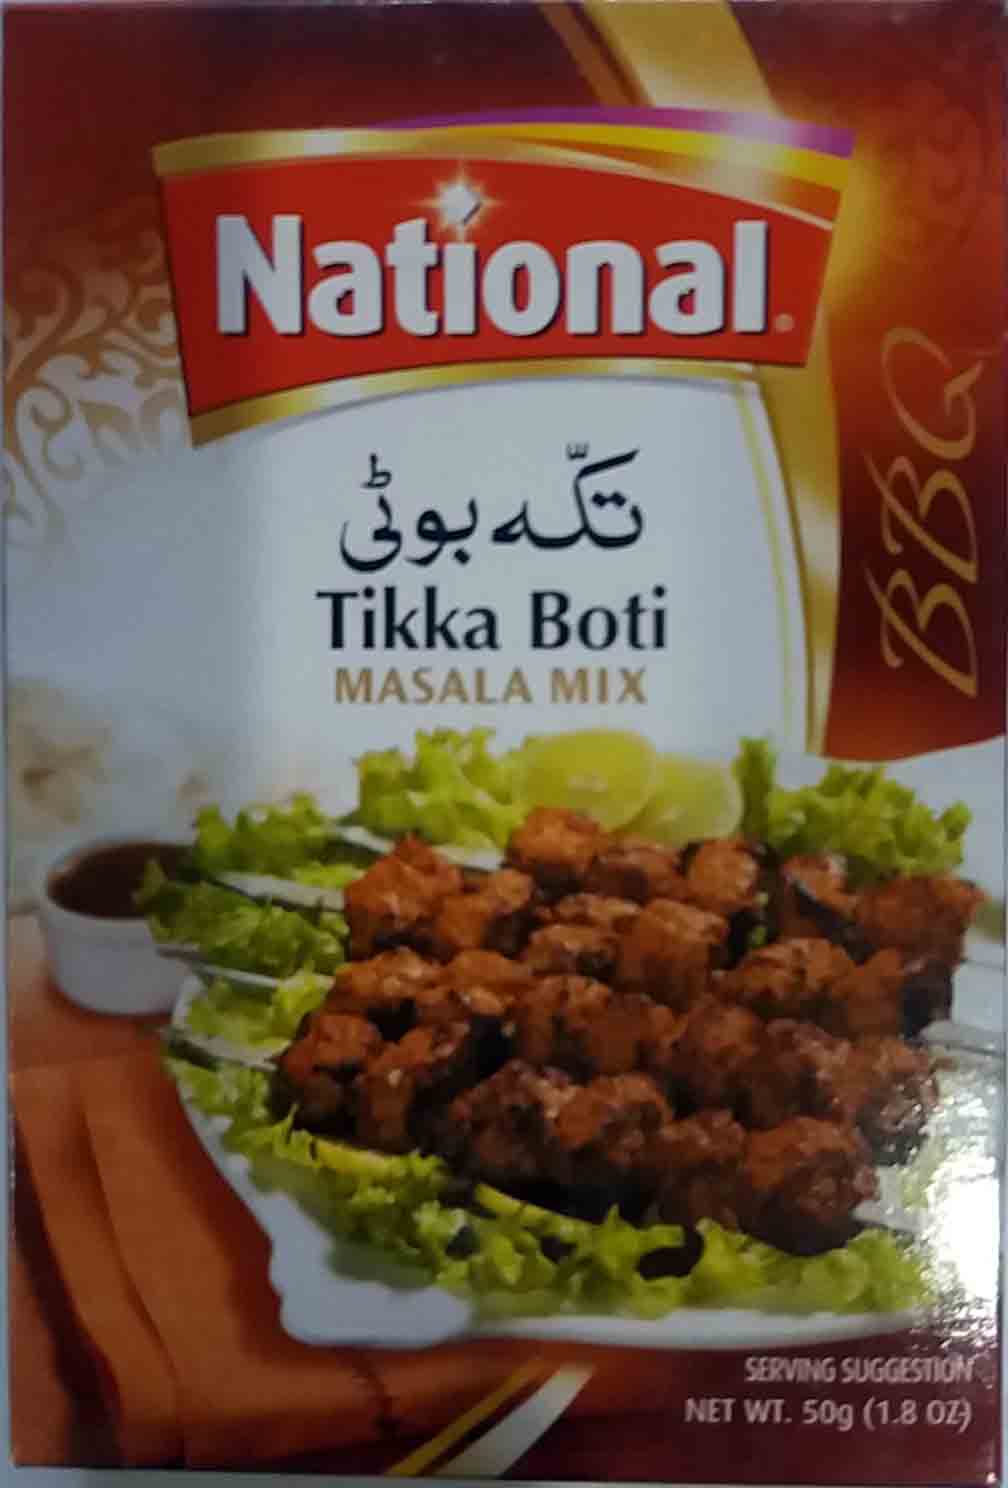 National
تکّہ بوٹی
Tikka Boti
MASALA MIX
BBQ
SERVING SUGGESTION
NET WT. 50g (1.8 OZ)